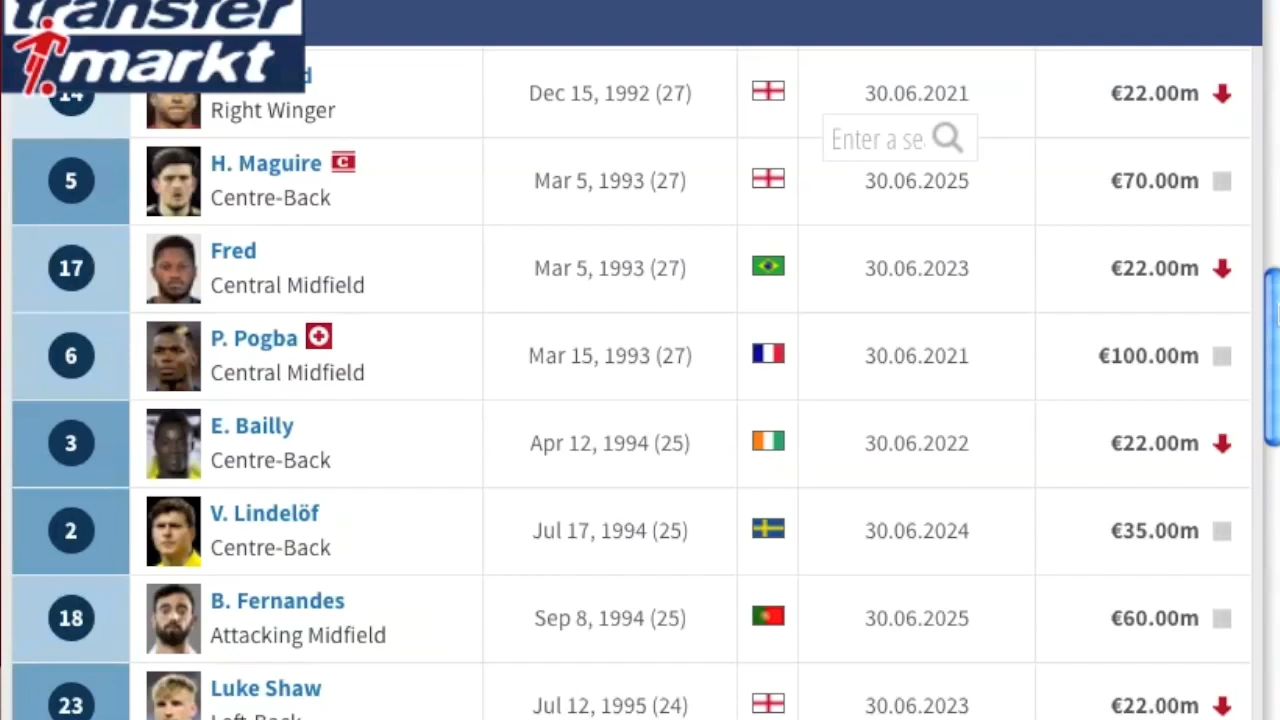 transfer
markt
14
d
Right Winger
Dec 15, 1992 (27)
30.06.2021
€22.00m
Enter a se
5
H. Maguire C
Centre-Back
Mar 5, 1993 (27)
30.06.2025
€70.00m
17
Fred
Central Midfield
Mar 5, 1993 (27)
30.06.2023
€22.00m
6
P. Pogba
Central Midfield
Mar 15, 1993 (27)
30.06.2021
€100.00m
3
E. Bailly
Centre-Back
Apr 12, 1994 (25)
30.06.2022
€22.00m
2
V. Lindelöf
Centre-Back
Jul 17, 1994 (25)
30.06.2024
€35.00m
18
B. Fernandes
Attacking Midfield
Sep 8, 1994 (25)
30.06.2025
€60.00m
23
Luke Shaw
Left-Back
Jul 12, 1995 (24)
30.06.2023
€22.00m